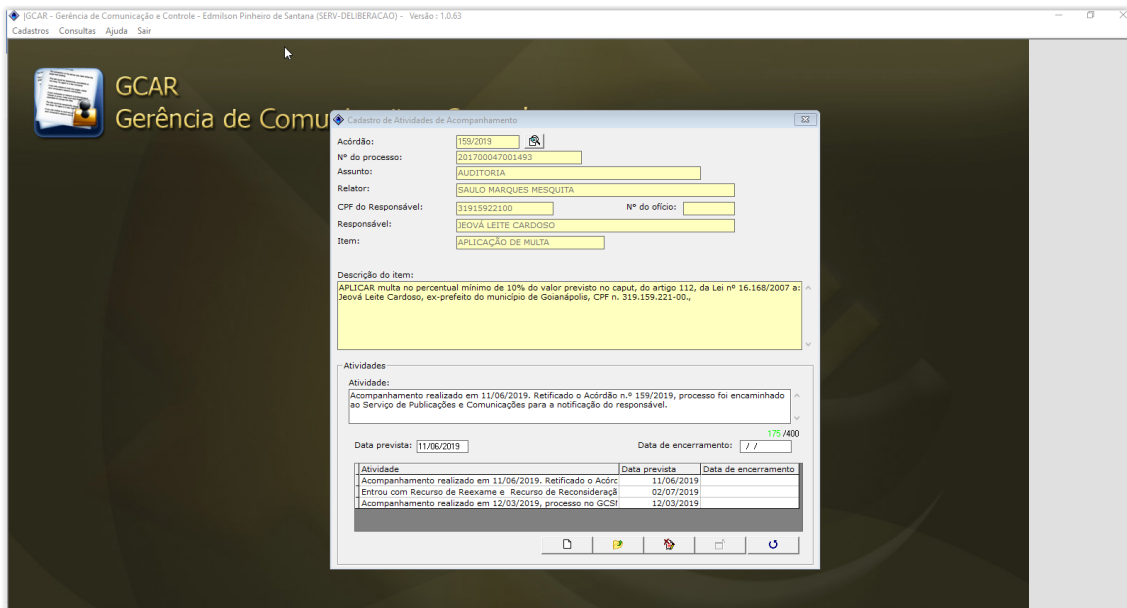 |GCAR - Gerência de Comunicação e Controle - Edmilson Pinheiro de Santana (SERV-DELIBERACAO) - Versão : 1.0.63
Cadastros Consultas Ajuda Sair
GCAR
Gerência de Comu
Cadastro de Atividades de Acompanhamento
Acórdão: 159/2019
Nº do processo: 201700047001493
Assunto: AUDITORIA
Relator: SAULO MARQUES MESQUITA
CPF do Responsável: 31915922100 Nº do ofício:
Responsável: JEOVÁ LEITE CARDOSO
Item: APLICAÇÃO DE MULTA
Descrição do item:
APLICAR multa no percentual mínimo de 10% do valor previsto no caput, do artigo 112, da Lei nº 16.168/2007 a:
Jeová Leite Cardoso, ex-prefeito do município de Goianápolis, CPF n. 319.159.221-00.,
Atividades
Atividade:
Acompanhamento realizado em 11/06/2019. Retificado o Acórdão n.º 159/2019, processo foi encaminhado
ao Serviço de Publicações e Comunicações para a notificação do responsável.
175 /400
Data prevista: 11/06/2019 Data de encerramento: / /
Atividade Data prevista Data de encerramento
Acompanhamento realizado em 11/06/2019. Retificado o Acórc 11/06/2019
Entrou com Recurso de Reexame e Recurso de Reconsideraçã 02/07/2019
Acompanhamento realizado em 12/03/2019, processo no GCS! 12/03/2019